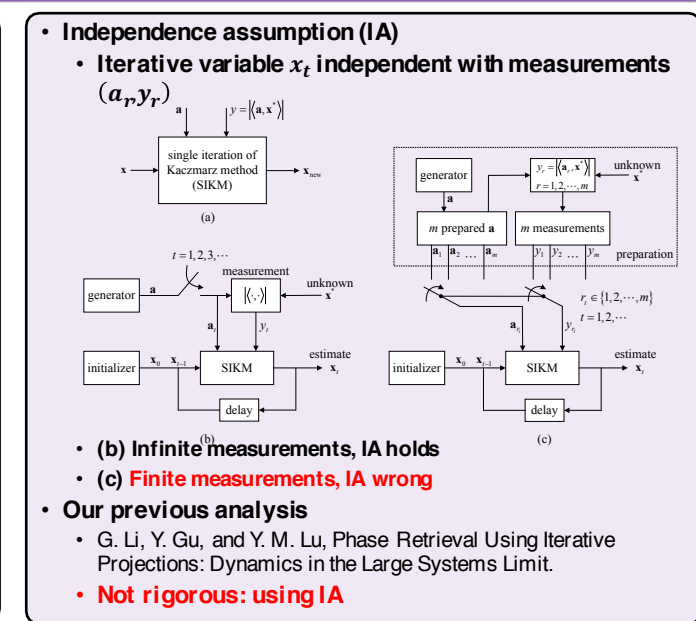 • Independence assumption (IA)
• Iterative variable x_t independent with measurements
(a_r, y_r)
a
y = |⟨a, x*⟩|
x
single iteration of
Kaczmarz method
(SIKM)
x_new
(a)
t = 1, 2, 3, ⋯
generator
a
measurement
|⟨·,·⟩|
unknown
x*
a_t
y_t
initializer
x_0
x_{t-1}
SIKM
estimate
x_t
delay
(b)
generator
a
y_r = |⟨a_r, x*⟩|
r = 1, 2, ⋯, m
unknown
x*
m prepared a
m measurements
a_1 a_2 … a_m
y_1 y_2 … y_m
preparation
r_t ∈ {1, 2, ⋯, m}
t = 1, 2, ⋯
a_{r_t}
y_{r_t}
initializer
x_0
x_{t-1}
SIKM
estimate
x_t
delay
(c)
• (b) Infinite measurements, IA holds
• (c) Finite measurements, IA wrong
• Our previous analysis
• G. Li, Y. Gu, and Y. M. Lu, Phase Retrieval Using Iterative
Projections: Dynamics in the Large Systems Limit.
• Not rigorous: using IA